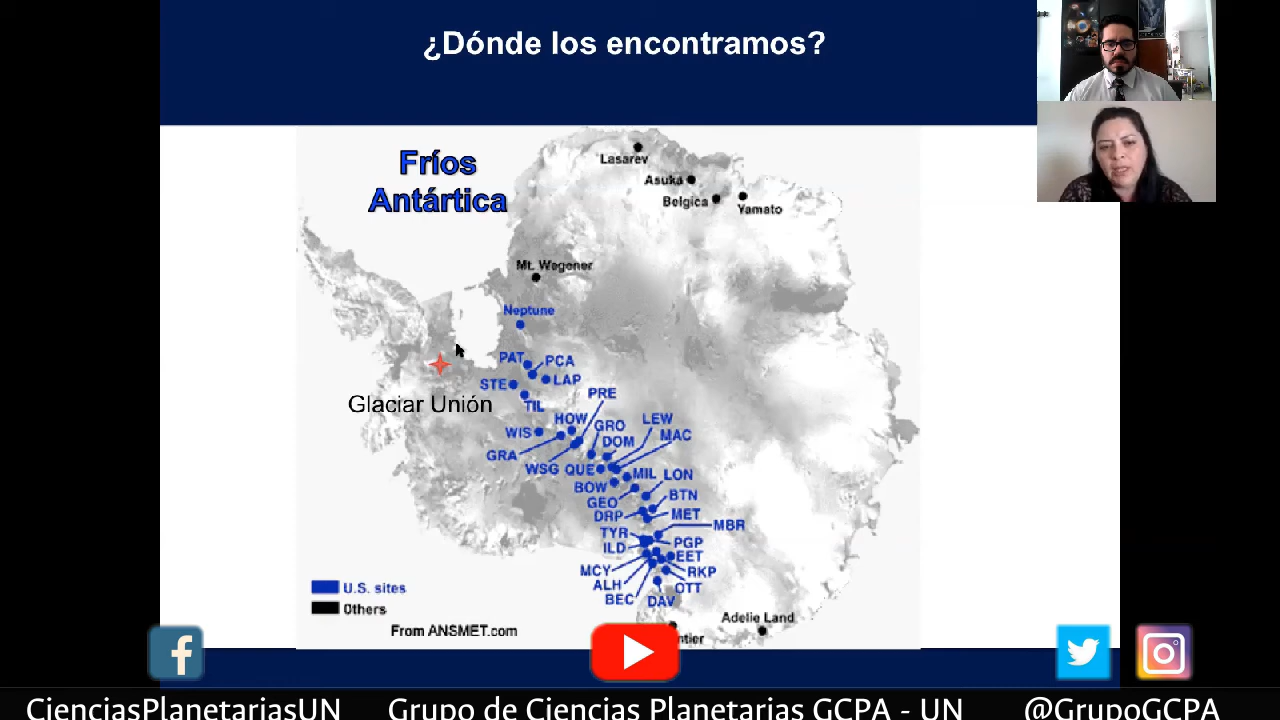 ¿Dónde los encontramos?
Fríos
Antártica
Lasarev
Asuka
Belgica
Yamato
Mt. Wegener
Neptune
PAT
PCA
STE
LAP
TIL
Glaciar Unión
PRE
HOW
GRO
LEW
WIS
DOM
MAC
GRA
WSG
QUE
MIL
LON
BOW
GEO
BTN
DRP
MET
TYR
MBR
ILD
PGP
EET
MCY
RKP
ALH
OTT
BEC
DAV
U.S. sites
Others
From ANSMET.com
Adelie Land
CienciasPlanetariasUN
Grupo de Ciencias Planetarias GCPA - UN
@GrupoGCPA